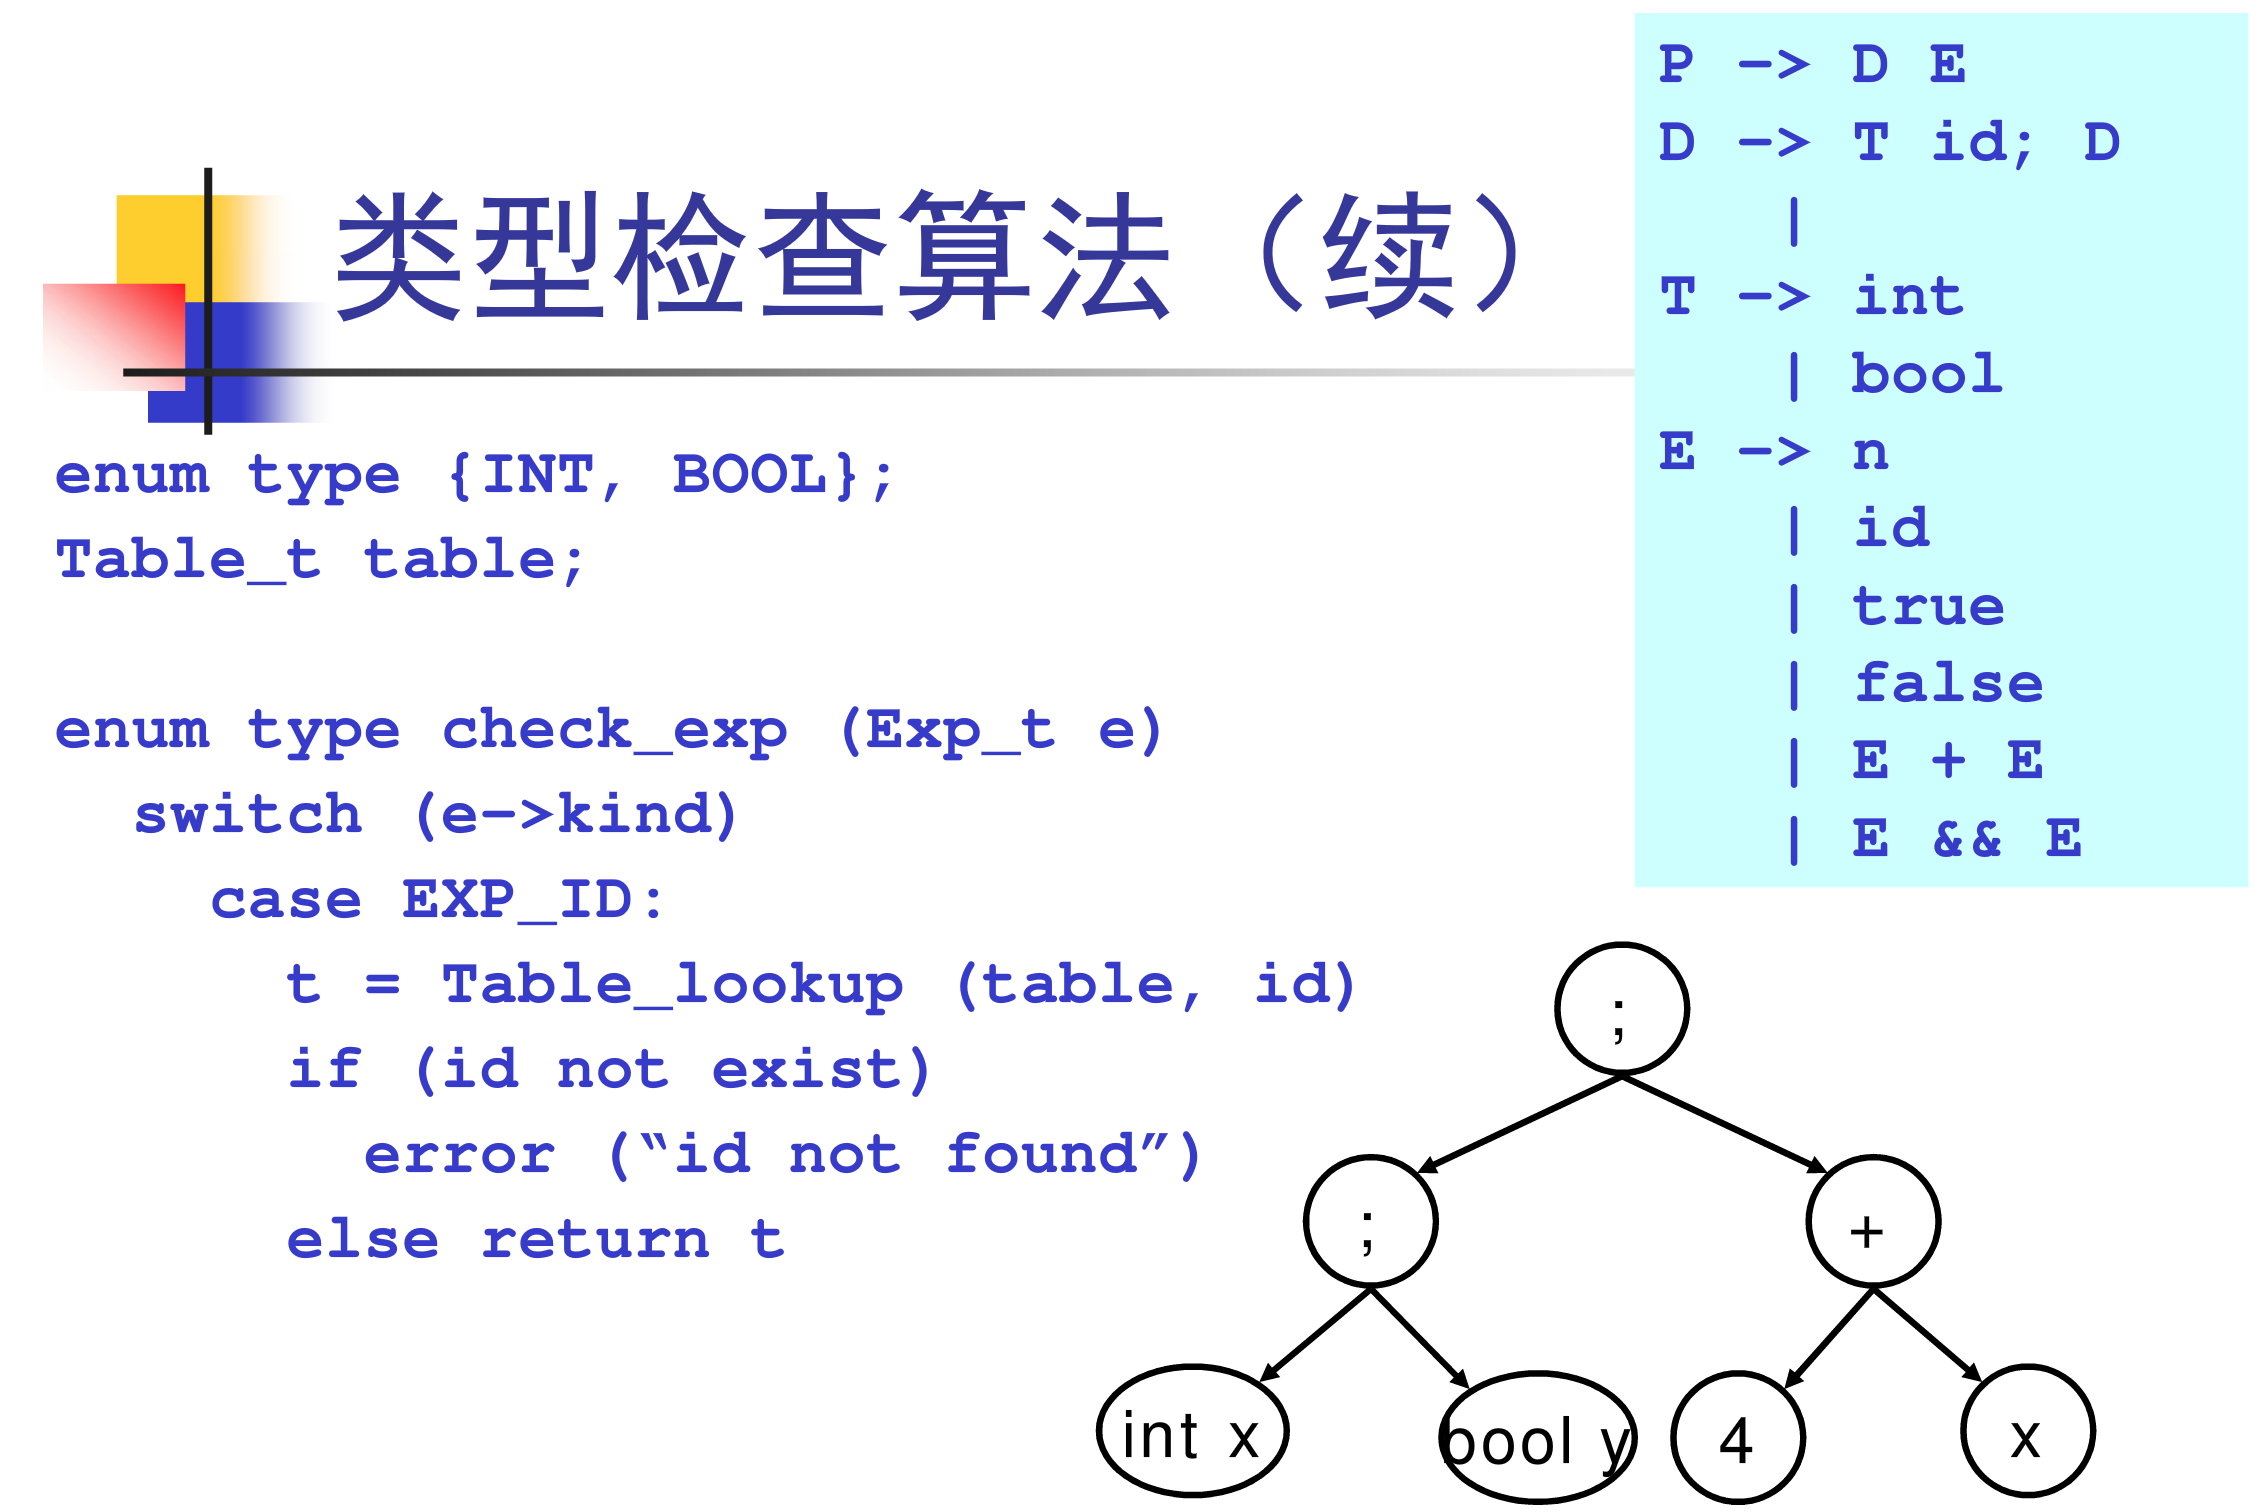 类型检查算法（续）
P -> D E
D -> T id; D
|
T -> int
| bool
E -> n
| id
| true
| false
| E + E
| E && E
enum type {INT, BOOL};
Table_t table;
enum type check_exp (Exp_t e)
switch (e->kind)
case EXP_ID:
t = Table_lookup (table, id)
if (id not exist)
error (“id not found”)
else return t
;
; +
int x bool y 4 x